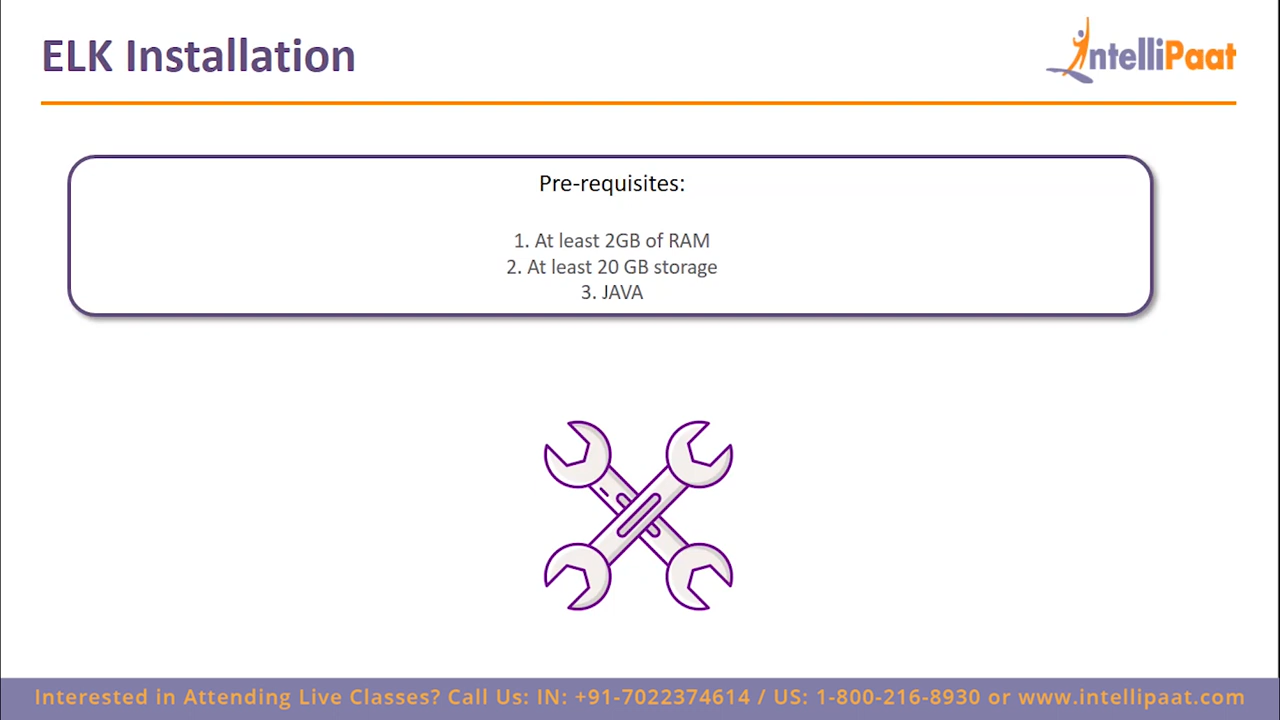 ELK Installation
IntelliPaat
Pre-requisites:
1. At least 2GB of RAM
2. At least 20 GB storage
3. JAVA
Interested in Attending Live Classes? Call Us: IN: +91-7022374614 / US: 1-800-216-8930 or www.intellipaat.com